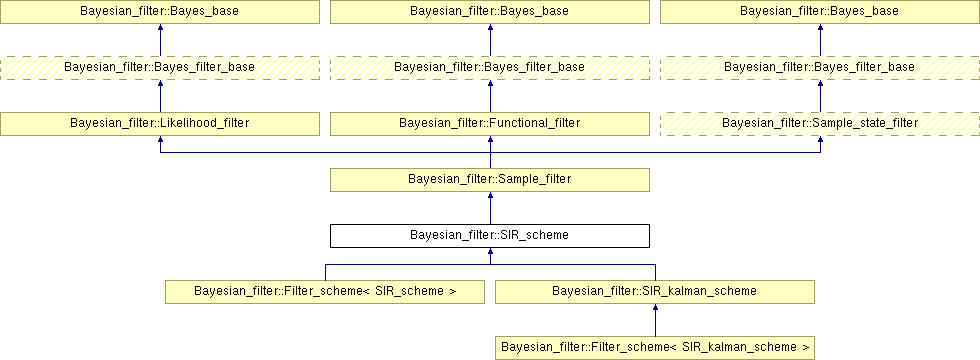 Bayesian_filter::Bayes_base Bayesian_filter::Bayes_base Bayesian_filter::Bayes_base
Bayesian_filter::Bayes_filter_base Bayesian_filter::Bayes_filter_base Bayesian_filter::Bayes_filter_base
Bayesian_filter::Likelihood_filter Bayesian_filter::Functional_filter Bayesian_filter::Sample_state_filter
Bayesian_filter::Sample_filter
Bayesian_filter::SIR_scheme
Bayesian_filter::Filter_scheme< SIR_scheme > Bayesian_filter::SIR_kalman_scheme
Bayesian_filter::Filter_scheme< SIR_kalman_scheme >